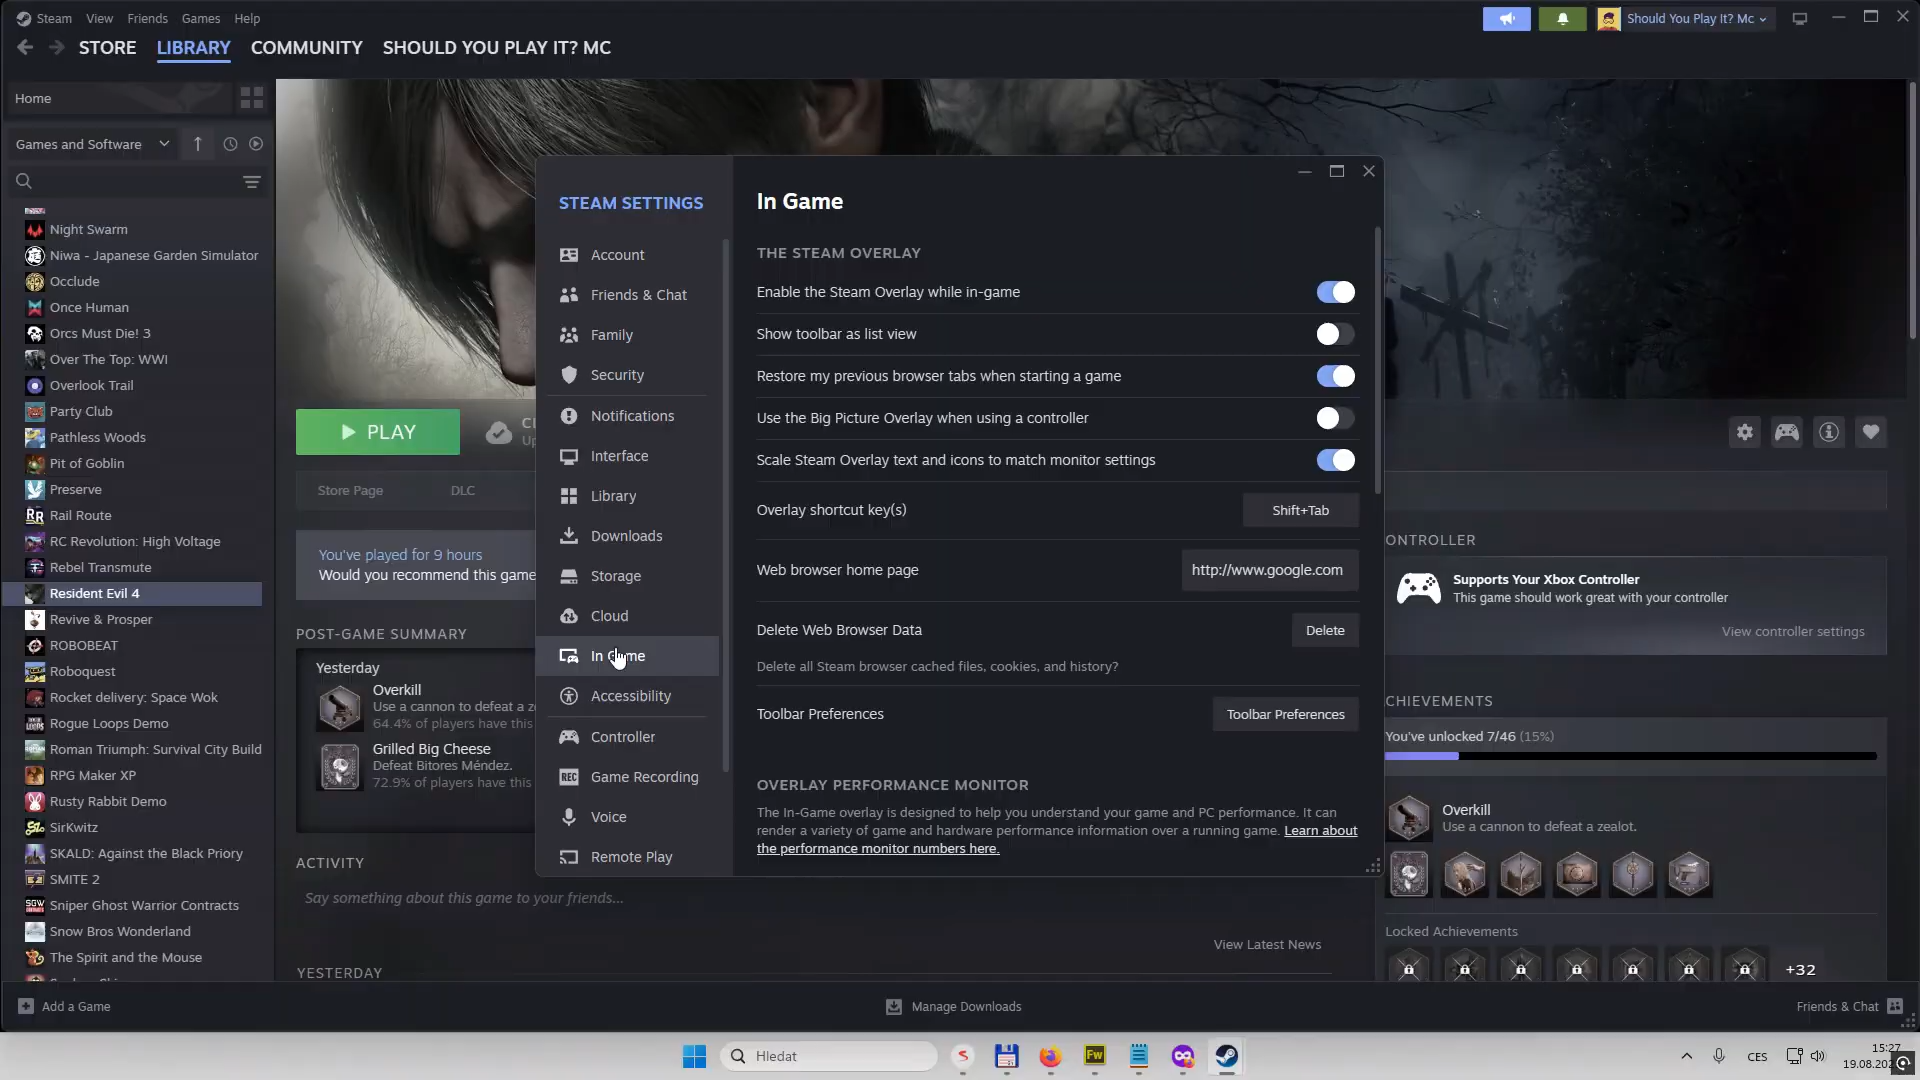 Steam View Friends Games Help
Should You Play It? Mc
STORE LIBRARY COMMUNITY SHOULD YOU PLAY IT? MC
Home
Games and Software
Night Swarm
Niwa - Japanese Garden Simulator
Occlude
Once Human
Orcs Must Die! 3
Over The Top: WWI
Overlook Trail
Party Club
Pathless Woods
Pit of Goblin
Preserve
Rail Route
RC Revolution: High Voltage
Rebel Transmute
Resident Evil 4
Revive & Prosper
ROBOBEAT
Roboquest
Rocket delivery: Space Wok
Rogue Loops Demo
Roman Triumph: Survival City Build
RPG Maker XP
Rusty Rabbit Demo
SirKwitz
SKALD: Against the Black Priory
SMITE 2
Sniper Ghost Warrior Contracts
Snow Bros Wonderland
The Spirit and the Mouse
PLAY
Store Page DLC
You've played for 9 hours
Would you recommend this game
POST-GAME SUMMARY
Yesterday
Overkill
Use a cannon to defeat a ze
64.4% of players have this
Grilled Big Cheese
Defeat Bitores Méndez.
72.9% of players have this
ACTIVITY
Say something about this game to your friends...
View Latest News
YESTERDAY
STEAM SETTINGS
Account
Friends & Chat
Family
Security
Notifications
Interface
Library
Downloads
Storage
Cloud
In Game
Accessibility
Controller
REC Game Recording
Voice
Remote Play
In Game
THE STEAM OVERLAY
Enable the Steam Overlay while in-game
Show toolbar as list view
Restore my previous browser tabs when starting a game
Use the Big Picture Overlay when using a controller
Scale Steam Overlay text and icons to match monitor settings
Overlay shortcut key(s) Shift+Tab
Web browser home page http://www.google.com
Delete Web Browser Data Delete
Delete all Steam browser cached files, cookies, and history?
Toolbar Preferences Toolbar Preferences
OVERLAY PERFORMANCE MONITOR
The In-Game overlay is designed to help you understand your game and PC performance. It can
render a variety of game and hardware performance information over a running game. Learn about
the performance monitor numbers here.
ONTROLLER
Supports Your Xbox Controller
This game should work great with your controller
View controller settings
CHIEVEMENTS
You've unlocked 7/46 (15%)
Overkill
Use a cannon to defeat a zealot.
Locked Achievements
+32
Add a Game
Manage Downloads
Friends & Chat
Hledat
Fw
CES
15:27
19.08.20